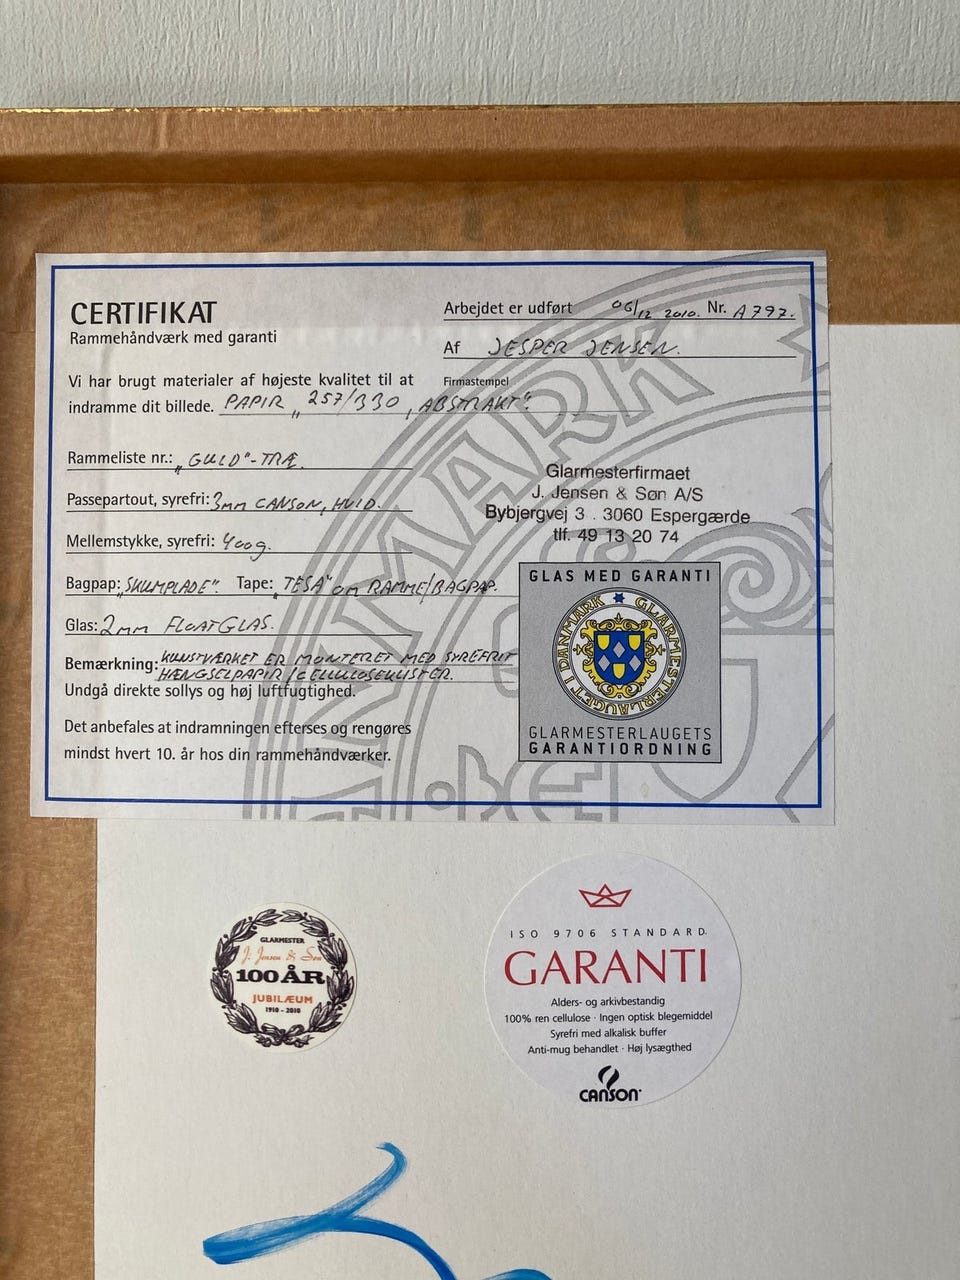 CERTIFIKAT
Rammehåndværk med garanti
Arbejdet er udført 06/12 2010. Nr. A797.
Af JESPER JENSEN.
Firmastempel
Vi har brugt materialer af højeste kvalitet til at
indramme dit billede. PAPIR „257/330, ABSTRAKT".
Rammeliste nr.: „GULD"-TRÆ.
Passepartout, syrefri: 3mm CANSON, HVID.
Mellemstykke, syrefri: 400g.
Bagpap: „SKUMPLADE". Tape: „TESA" om RAMME/BAGPAP.
Glas: 2mm FLOATGLAS.
Bemærkning: KUNSTVÆRKET ER MONTERET MED SYREFRIT
HÆNGSELPAPIR/CELLULOSEKLISTER.
Undgå direkte sollys og høj luftfugtighed.
Det anbefales at indramningen efterses og rengøres
mindst hvert 10. år hos din rammehåndværker.
Glarmesterfirmaet
J. Jensen & Søn A/S
Bybjergvej 3 . 3060 Espergærde
tlf. 49 13 20 74
GLAS MED GARANTI
GLARMESTERLAUGET I DANMARK
GLARMESTERLAUGETS
GARANTIORDNING
DANMARK
GLARMESTER
J. Jensen & Søn
100 ÅR
JUBILÆUM
1910 - 2010
ISO 9706 STANDARD
GARANTI
Alders- og arkivbestandig
100% ren cellulose · Ingen optisk blegemiddel
Syrefri med alkalisk buffer
Anti-mug behandlet · Høj lysægthed
CANSON